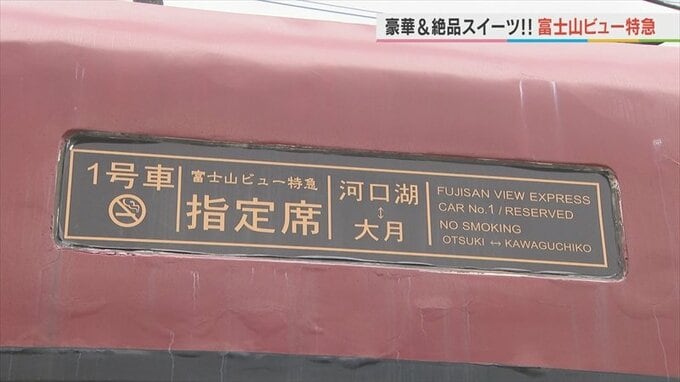 豪華&絶品スイーツ!!富士山ビュー特急
1号車
富士山ビュー特急
指定席
河口湖
↕
大月
FUJISAN VIEW EXPRESS
CAR No.1 / RESERVED
NO SMOKING
OTSUKI ↔ KAWAGUCHIKO